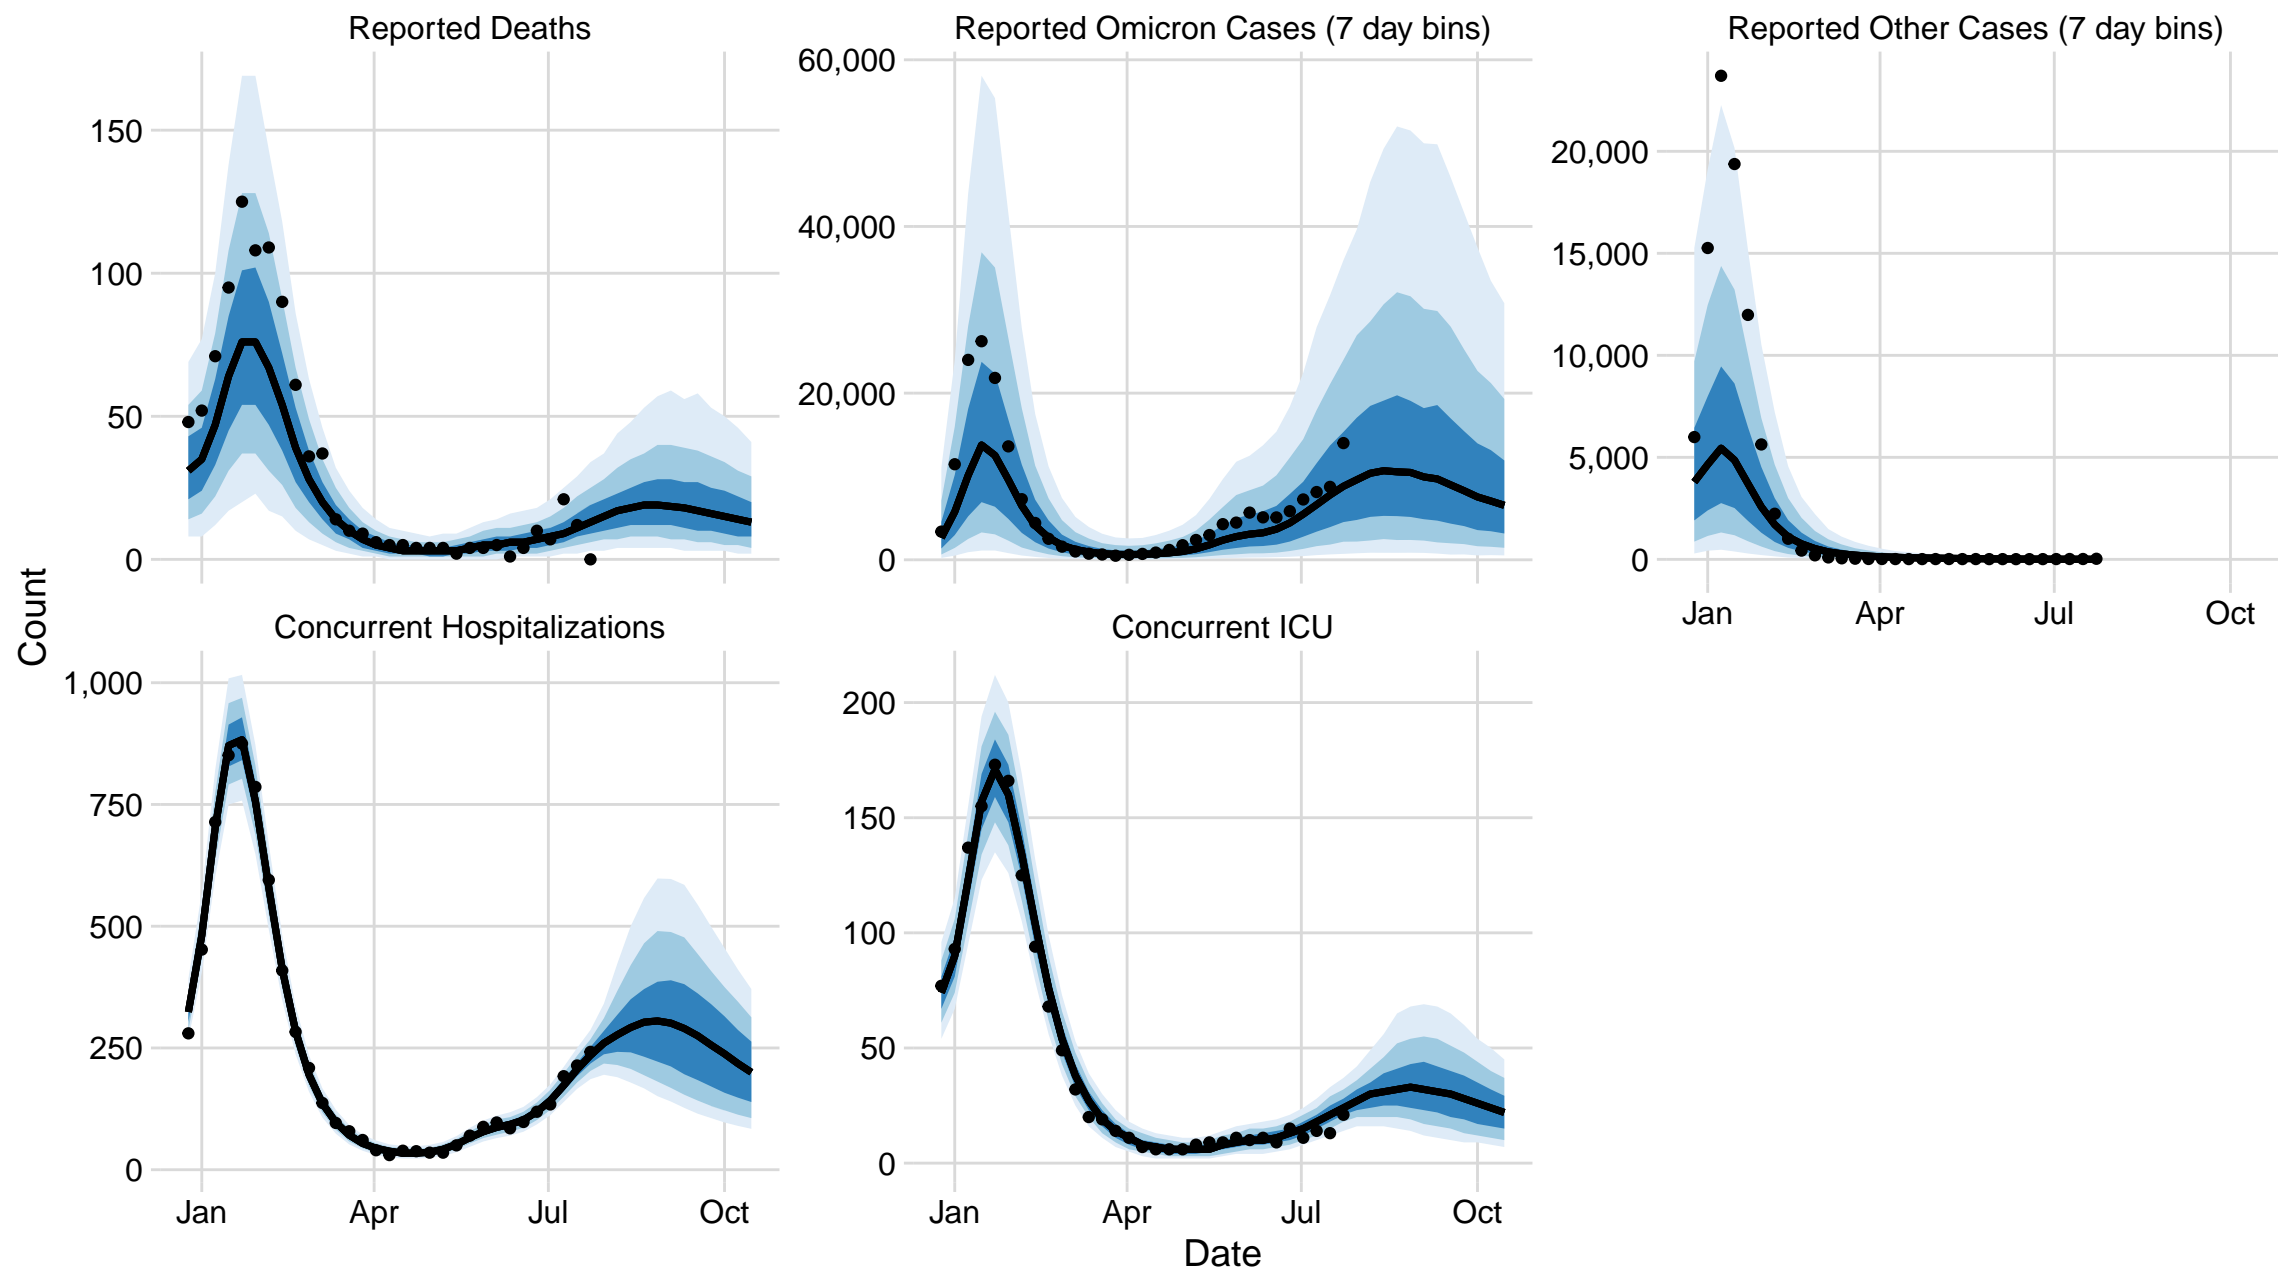 Reported Deaths
Reported Omicron Cases (7 day bins)
Reported Other Cases (7 day bins)
150
100
50
0
60,000
40,000
20,000
0
20,000
15,000
10,000
5,000
0
Jan
Apr
Jul
Oct
Count
Concurrent Hospitalizations
Concurrent ICU
1,000
750
500
250
0
Jan
Apr
Jul
Oct
200
150
100
50
0
Jan
Apr
Jul
Oct
Date